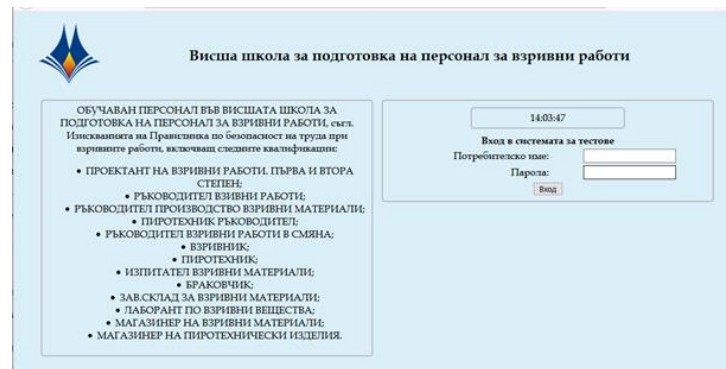 Висша школа за подготовка на персонал за взривни работи
ОБУЧАВАН ПЕРСОНАЛ ВЪВ ВИСШАТА ШКОЛА ЗА
ПОДГОТОВКА НА ПЕРСОНАЛ ЗА ВЗРИВНИ РАБОТИ, съгл.
Изискванията на Правилника по безопасност на труда при
взривните работи, включващ следните квалификации:
• ПРОЕКТАНТ НА ВЗРИВНИ РАБОТИ. ПЪРВА И ВТОРА
СТЕПЕН;
• РЪКОВОДИТЕЛ ВЗИВНИ РАБОТИ;
• РЪКОВОДИТЕЛ ПРОИЗВОДСТВО ВЗРИВНИ МАТЕРИАЛИ;
• ПИРОТЕХНИК РЪКОВОДИТЕЛ;
• РЪКОВОДИТЕЛ ВЗРИВНИ РАБОТИ В СМЯНА;
• ВЗРИВНИК;
• ПИРОТЕХНИК;
• ИЗПИТАТЕЛ ВЗРИВНИ МАТЕРИАЛИ;
• БРАКОВЧИК;
• ЗАВ.СКЛАД ЗА ВЗРИВНИ МАТЕРИАЛИ;
• ЛАБОРАНТ ПО ВЗРИВНИ ВЕЩЕСТВА;
• МАГАЗИНЕР НА ВЗРИВНИ МАТЕРИАЛИ;
• МАГАЗИНЕР НА ПИРОТЕХНИЧЕСКИ ИЗДЕЛИЯ.
14:03:47
Вход в системата за тестове
Потребителско име:
Парола:
Вход